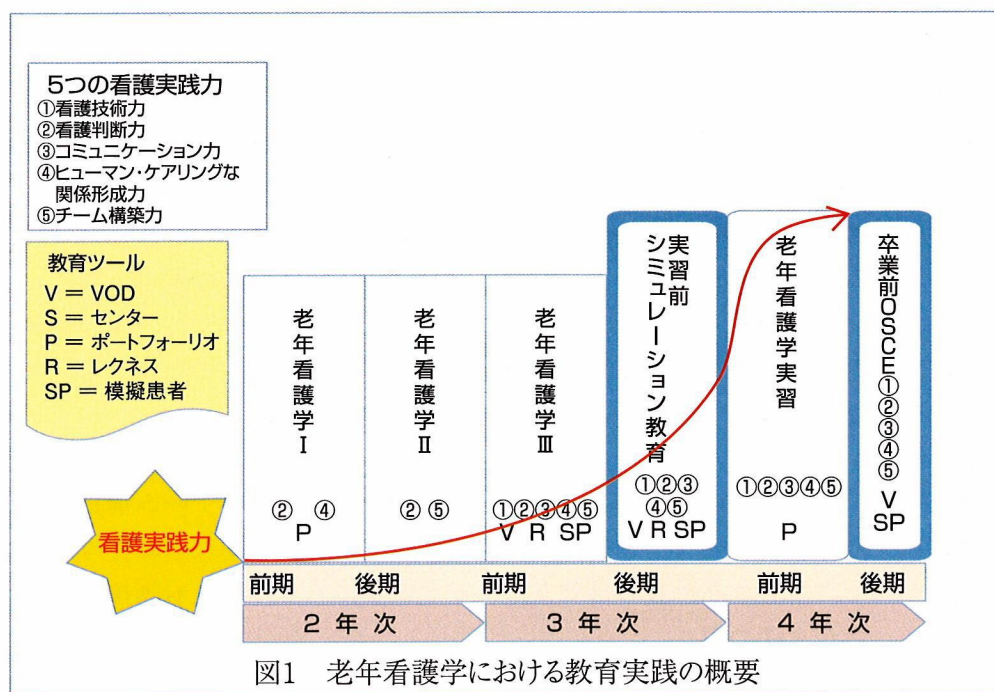 5つの看護実践力
①看護技術力
②看護判断力
③コミュニケーション力
④ヒューマン・ケアリングな
関係形成力
⑤チーム構築力
教育ツール
V = VOD
S = センター
P = ポートフォーリオ
R = レクネス
SP = 模擬患者
看護実践力
老年看護学Ⅰ
② ④
P
老年看護学Ⅱ
② ⑤
老年看護学Ⅲ
①②③④⑤
V R SP
実習前
シミュレーション教育
①②③
④⑤
V R SP
老年看護学実習
①②③④⑤
P
卒業前OSCE①②③④⑤
V
SP
前期 後期 前期 後期 前期 後期
2年次 3年次 4年次
図1 老年看護学における教育実践の概要